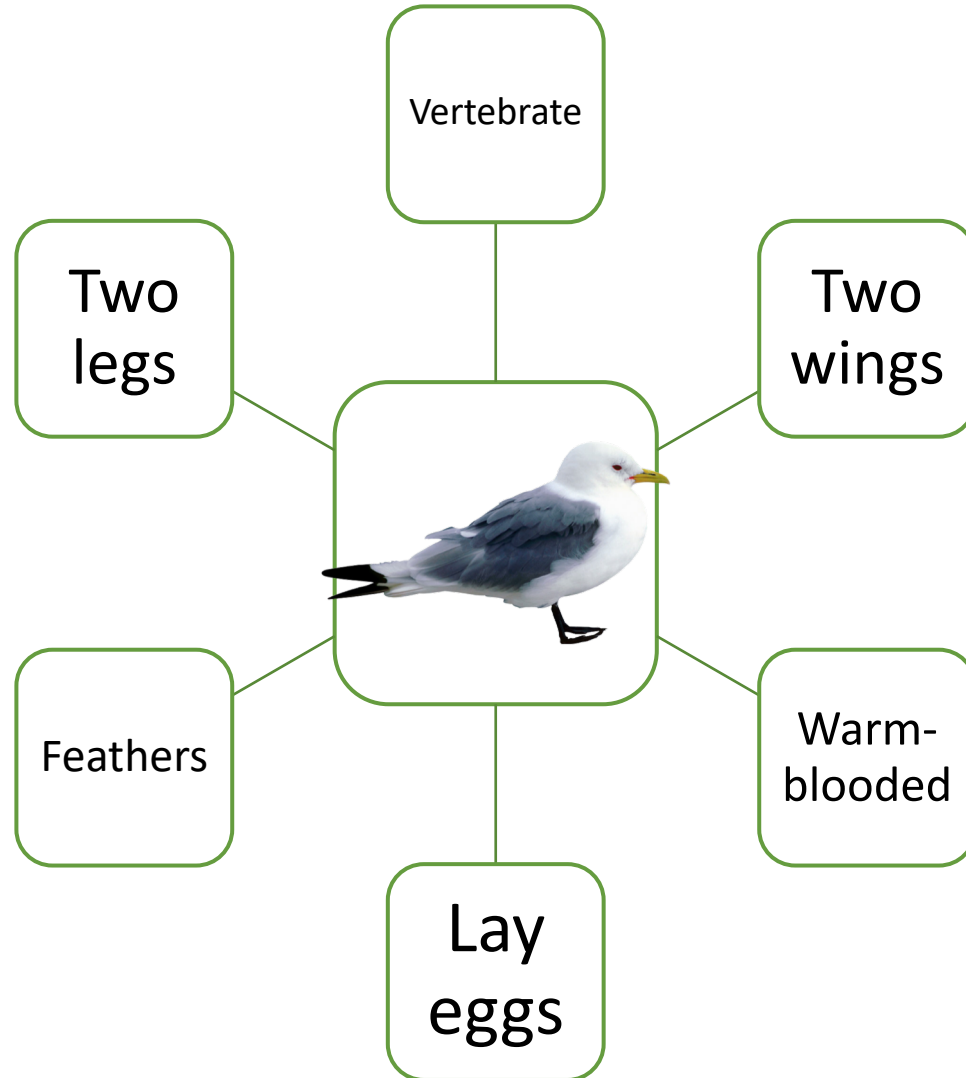 Vertebrate
Two
legs
Two
wings
Feathers
Warm-
blooded
Lay
eggs